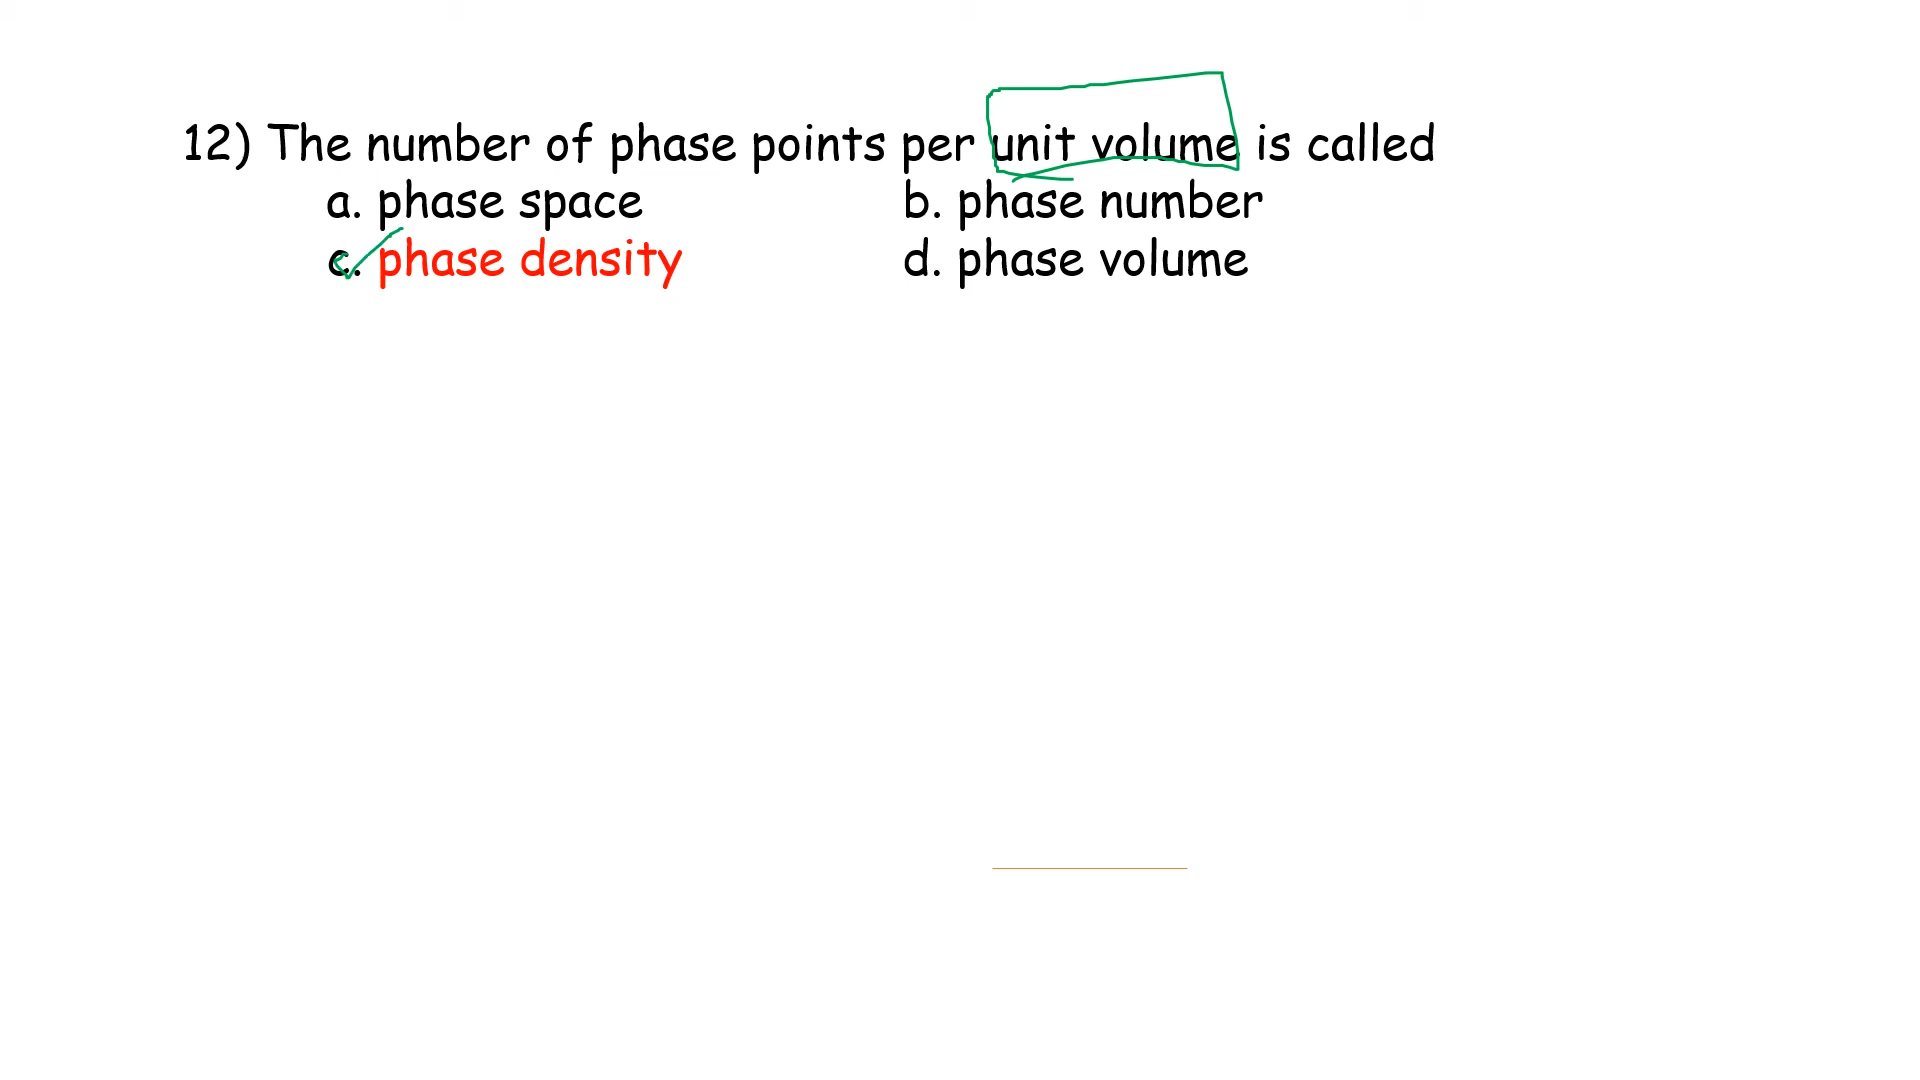 12) The number of phase points per unit volume is called
a. phase space b. phase number
c. phase density d. phase volume